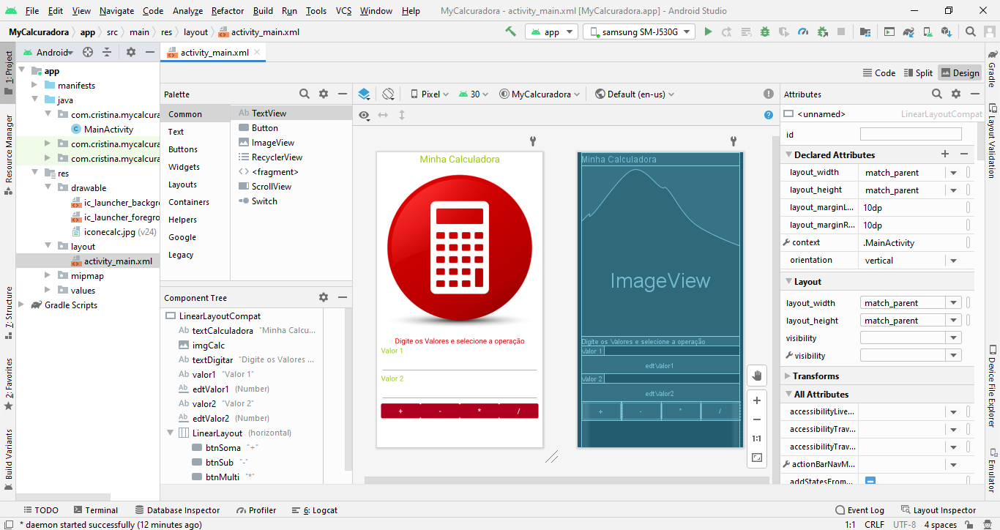 File Edit View Navigate Code Analyze Refactor Build Run Tools VCS Window Help MyCalcuradora - activity_main.xml [MyCalcuradora.app] - Android Studio
MyCalcuradora app src main res layout activity_main.xml app samsung SM-J530G
1: Project
Resource Manager
7: Structure
2: Favorites
Build Variants
Android
app
manifests
java
com.cristina.mycalcura
MainActivity
com.cristina.mycalcura
com.cristina.mycalcura
res
drawable
ic_launcher_backgro
ic_launcher_foregro
iconecalc.jpg (v24)
layout
activity_main.xml
mipmap
values
Gradle Scripts
activity_main.xml
Code Split Design
Palette
Common
Text
Buttons
Widgets
Layouts
Containers
Helpers
Google
Legacy
Ab TextView
Button
ImageView
RecyclerView
<fragment>
ScrollView
Switch
Component Tree
LinearLayoutCompat
Ab textCalculadora "Minha Calcu...
imgCalc
Ab textDigitar "Digite os Valores ...
Ab valor1 "Valor 1"
Ab edtValor1 (Number)
Ab valor2 "Valor 2"
Ab edtValor2 (Number)
LinearLayout (horizontal)
btnSoma "+"
btnSub "-"
btnMulti "*"
Pixel 30 MyCalcuradora Default (en-us)
Minha Calculadora
Digite os Valores e selecione a operação
Valor 1
Valor 2
+ - * /
Minha Calculadora
ImageView
Digite os Valores e selecione a operação
Valor 1
edtValor1
Valor 2
edtValor2
+ - * /
1:1
Attributes
<unnamed> LinearLayoutCompat
id
Declared Attributes
layout_width match_parent
layout_height match_parent
layout_marginL... 10dp
layout_marginR... 10dp
context .MainActivity
orientation vertical
Layout
layout_width match_parent
layout_height match_parent
visibility
visibility
Transforms
All Attributes
accessibilityLive...
accessibilityTrav...
accessibilityTrav...
actionBarNavM...
addStatesFrom...
Gradle
Layout Validation
Device File Explorer
Emulator
TODO Terminal Database Inspector Profiler 6: Logcat Event Log Layout Inspector
* daemon started successfully (12 minutes ago) 1:1 CRLF UTF-8 4 spaces